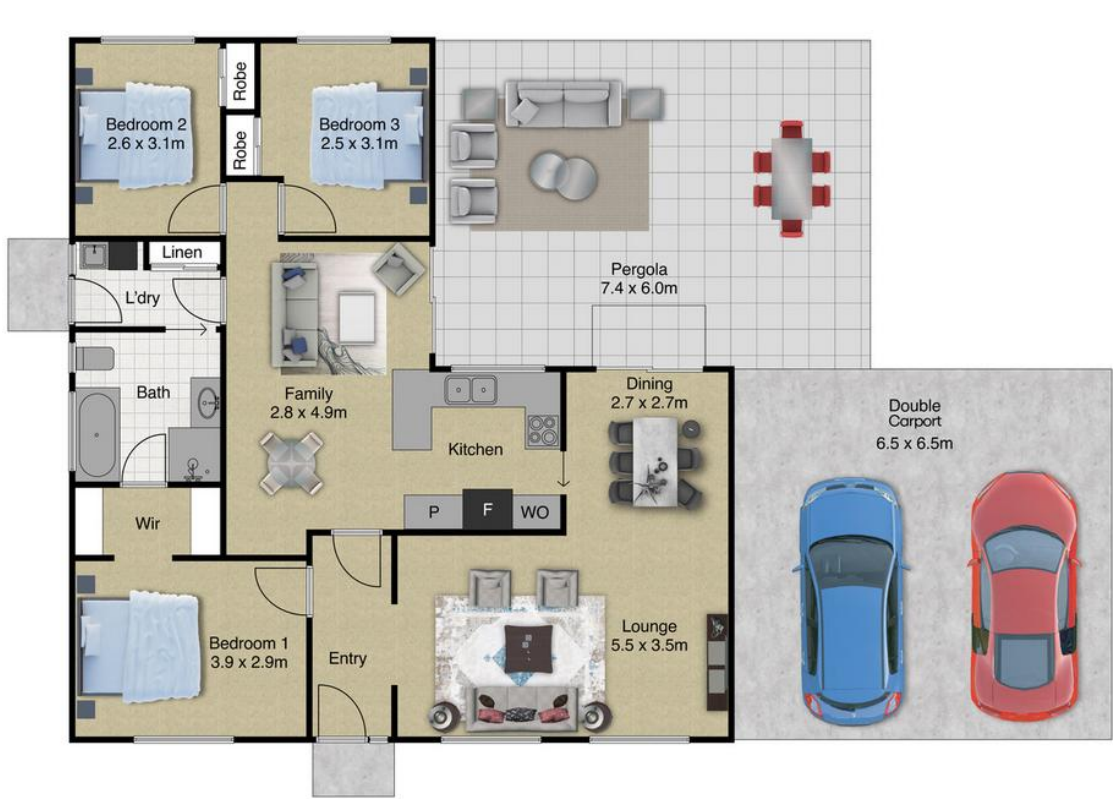 Bedroom 2
2.6 x 3.1m
Robe
Robe
Bedroom 3
2.5 x 3.1m
Linen
L'dry
Pergola
7.4 x 6.0m
Bath
Family
2.8 x 4.9m
Kitchen
Dining
2.7 x 2.7m
Double
Carport
6.5 x 6.5m
P
F
WO
Wir
Bedroom 1
3.9 x 2.9m
Entry
Lounge
5.5 x 3.5m